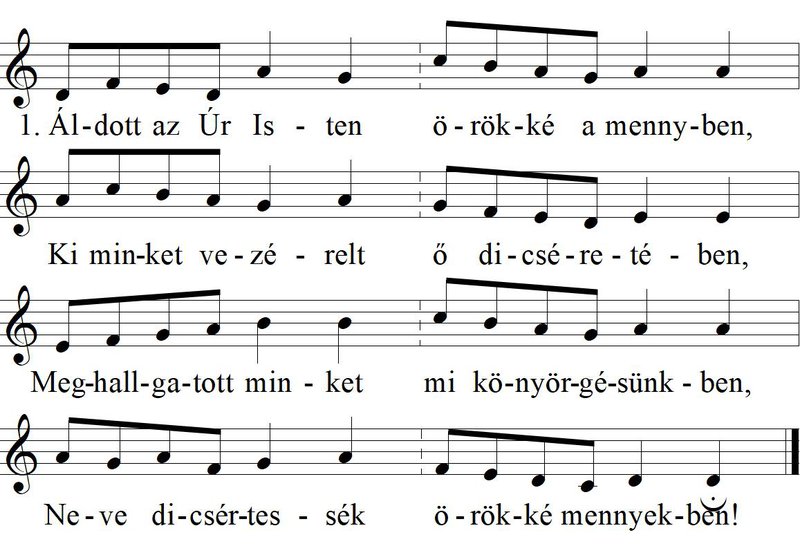 1. Ál-dott az Úr Is - ten ö - rök - ké a menny - ben,
Ki min-ket ve - zé - relt ő di - csé - re - té - ben,
Meg-hall-ga-tott min - ket mi kö-nyör-gé-sünk - ben,
Ne - ve di-csér-tes - sék ö - rök - ké mennyek-ben!